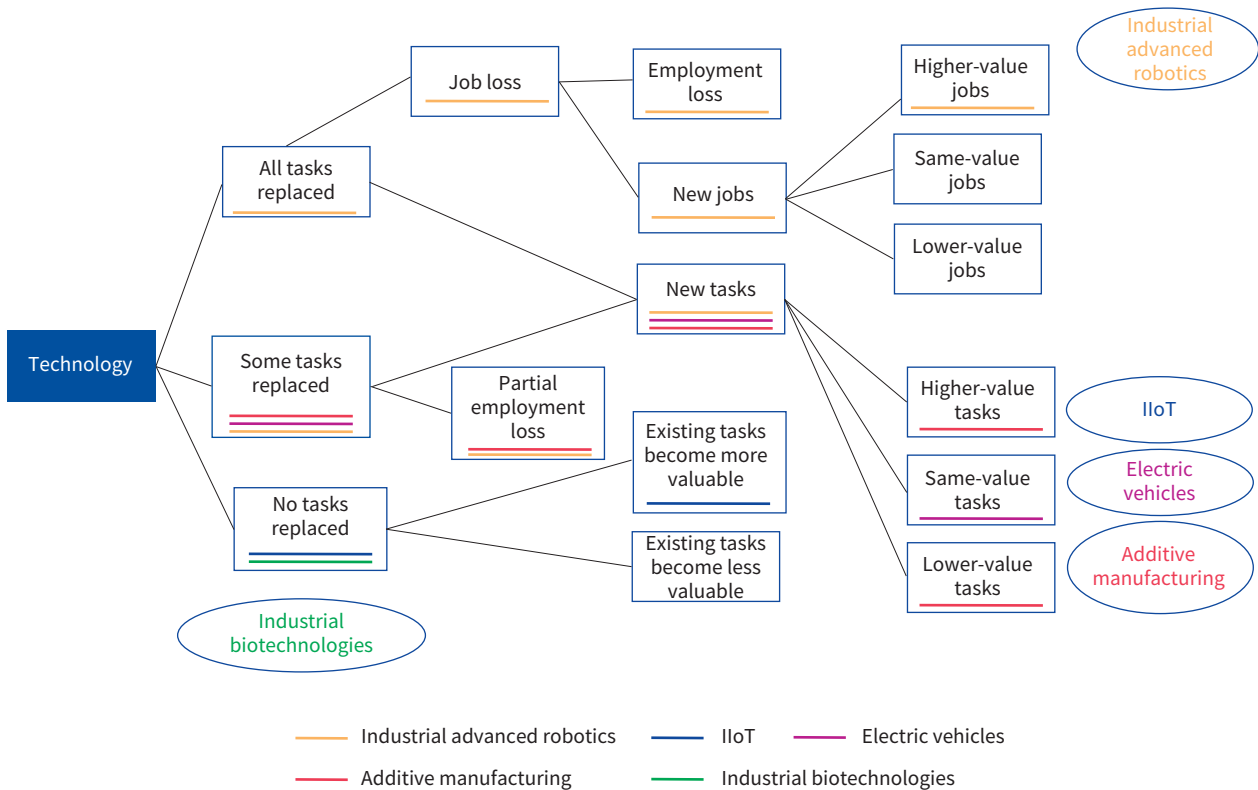 Industrial
advanced
robotics
Job loss
Employment
loss
Higher-value
jobs
All tasks
replaced
New jobs
Same-value
jobs
Lower-value
jobs
New tasks
Technology
Some tasks
replaced
Partial
employment
loss
Higher-value
tasks
IIoT
Existing tasks
become more
valuable
Same-value
tasks
Electric
vehicles
No tasks
replaced
Existing tasks
become less
valuable
Lower-value
tasks
Additive
manufacturing
Industrial
biotechnologies
Industrial advanced robotics
IIoT
Electric vehicles
Additive manufacturing
Industrial biotechnologies